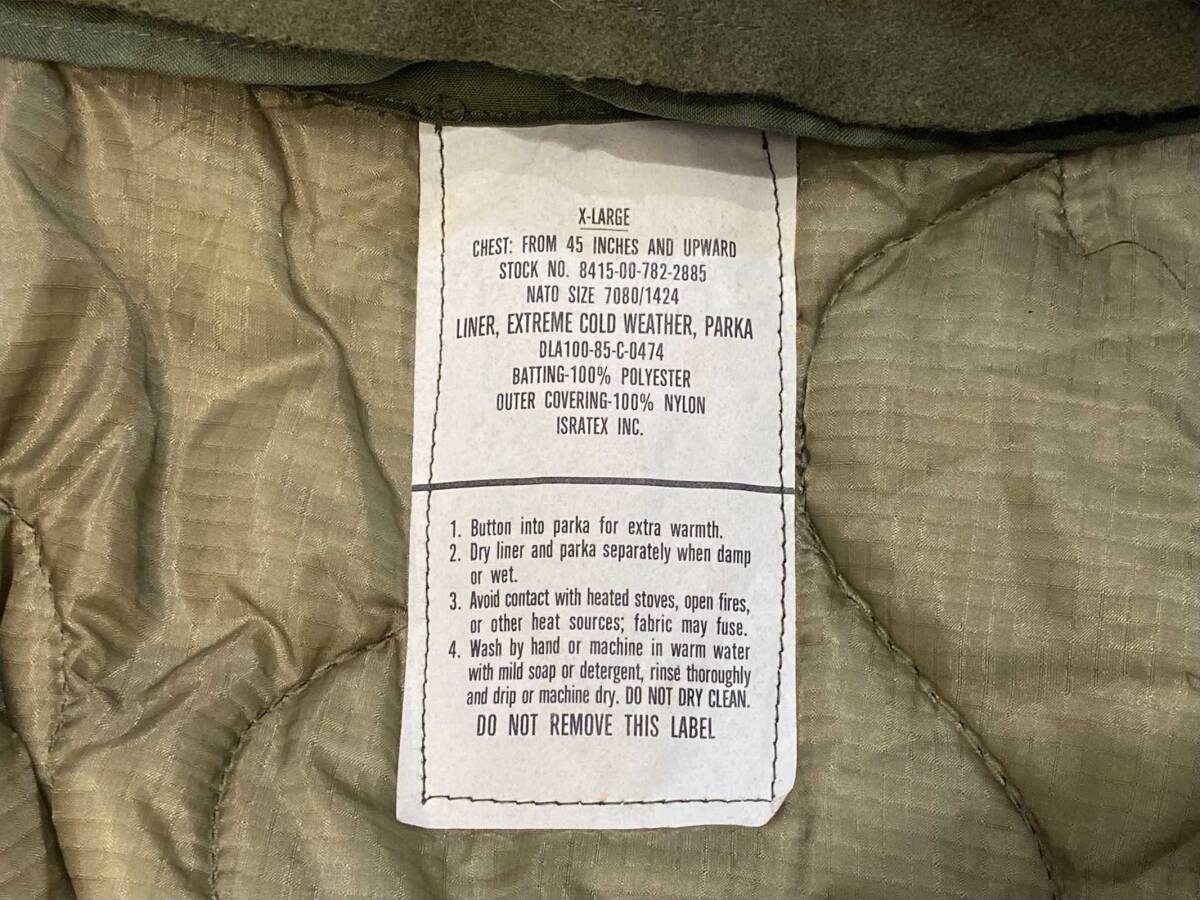 X-LARGE
CHEST: FROM 45 INCHES AND UPWARD
STOCK NO. 8415-00-782-2885
NATO SIZE 7080/1424
LINER, EXTREME COLD WEATHER, PARKA
DLA100-85-C-0474
BATTING-100% POLYESTER
OUTER COVERING-100% NYLON
ISRATEX INC.
1. Button into parka for extra warmth.
2. Dry liner and parka separately when damp
or wet.
3. Avoid contact with heated stoves, open fires,
or other heat sources; fabric may fuse.
4. Wash by hand or machine in warm water
with mild soap or detergent, rinse thoroughly
and drip or machine dry. DO NOT DRY CLEAN.
DO NOT REMOVE THIS LABEL